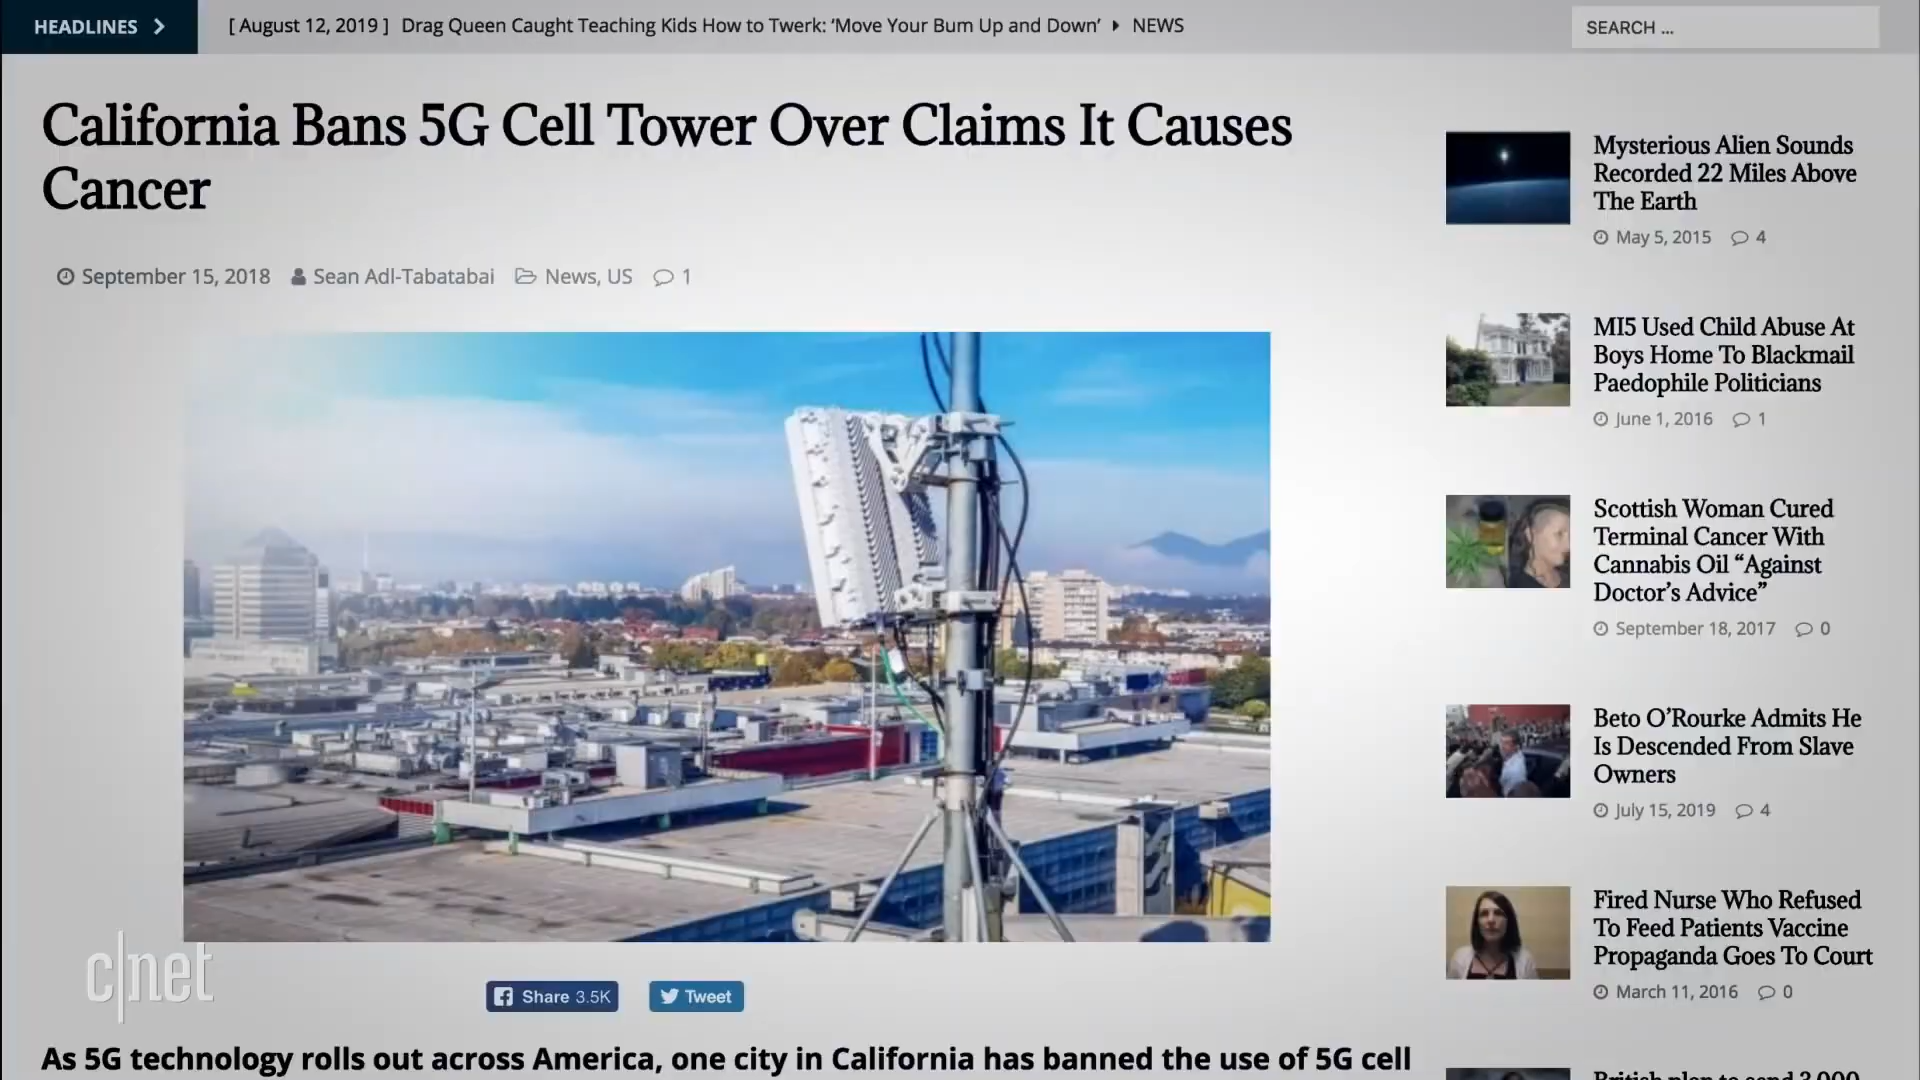 HEADLINES
[ August 12, 2019 ] Drag Queen Caught Teaching Kids How to Twerk: ‘Move Your Bum Up and Down’ NEWS
SEARCH ...
California Bans 5G Cell Tower Over Claims It Causes
Cancer
September 15, 2018 Sean Adl-Tabatabai News, US 1
Mysterious Alien Sounds
Recorded 22 Miles Above
The Earth
May 5, 2015 4
MI5 Used Child Abuse At
Boys Home To Blackmail
Paedophile Politicians
June 1, 2016 1
Scottish Woman Cured
Terminal Cancer With
Cannabis Oil “Against
Doctor’s Advice”
September 18, 2017 0
Beto O’Rourke Admits He
Is Descended From Slave
Owners
July 15, 2019 4
Fired Nurse Who Refused
To Feed Patients Vaccine
Propaganda Goes To Court
March 11, 2016 0
British plan to send 3,000
c|net
Share 3.5K
Tweet
As 5G technology rolls out across America, one city in California has banned the use of 5G cell